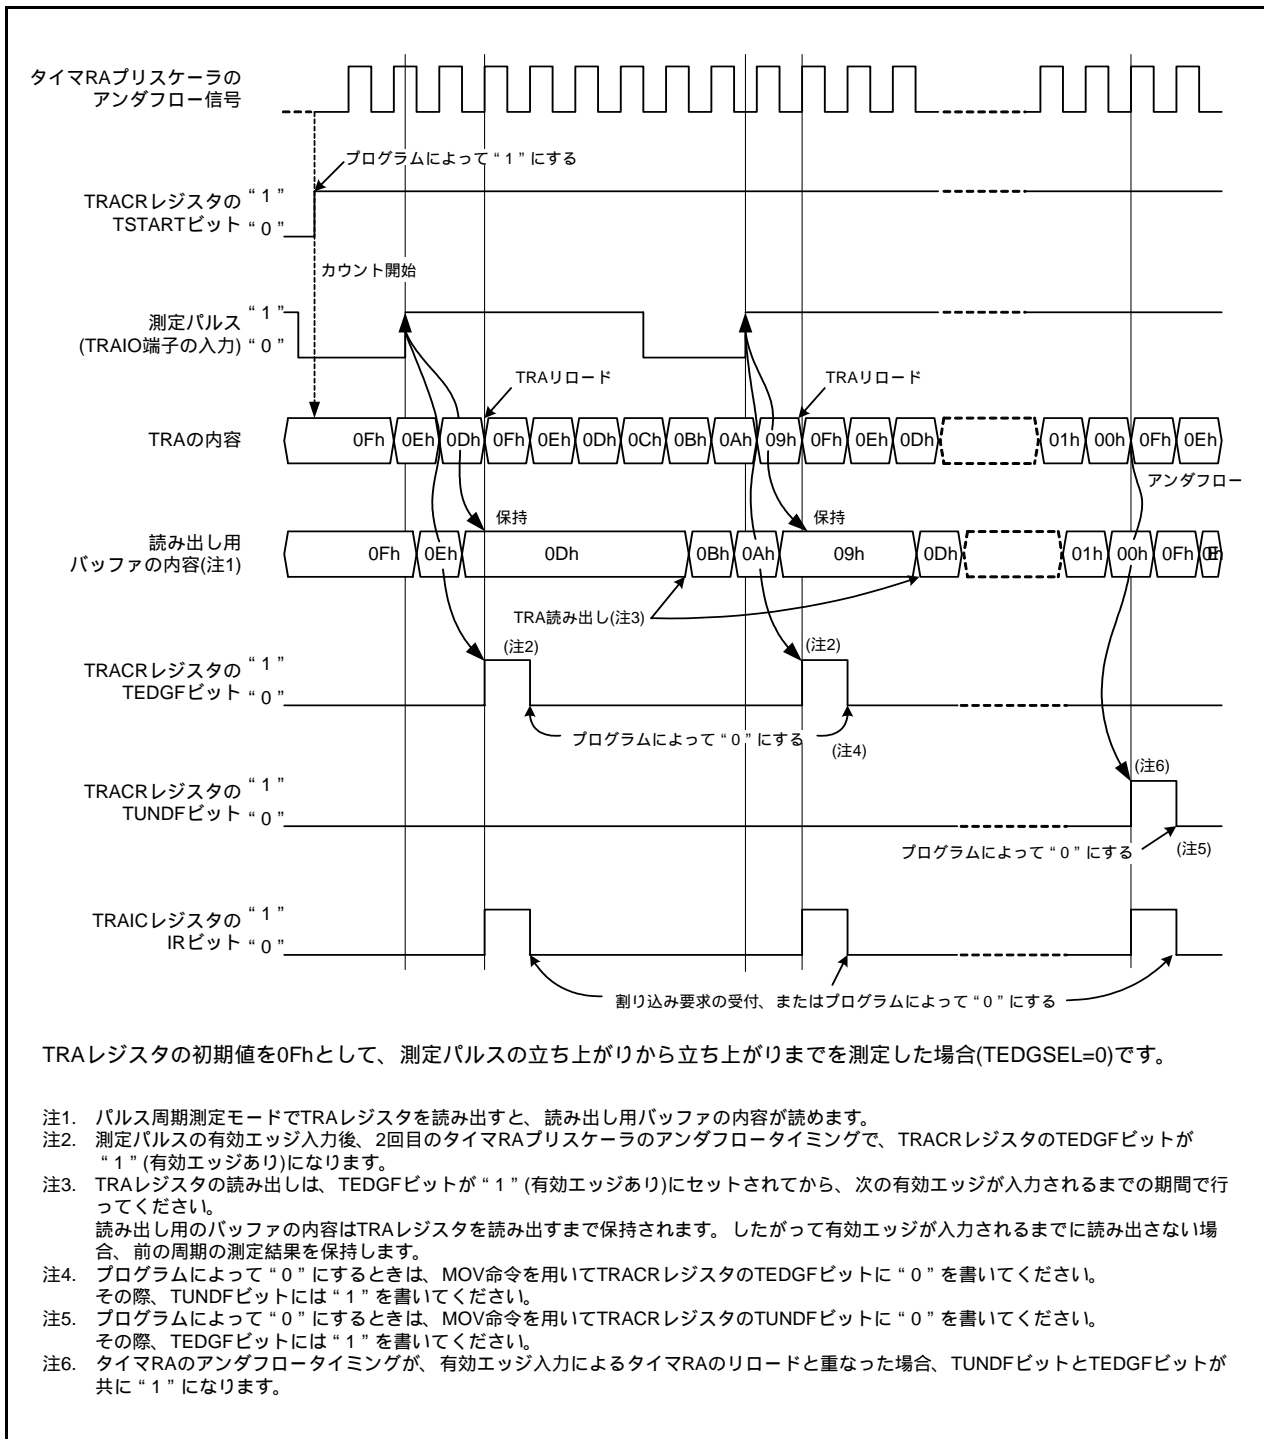 タイマRAプリスケーラの
アンダフロー信号
プログラムによって“1”にする
TRACRレジスタの “1”
TSTARTビット “0”
カウント開始
測定パルス “1”
(TRAIO端子の入力) “0”
TRAリロード TRAリロード
TRAの内容 0Fh 0Eh 0Dh 0Fh 0Eh 0Dh 0Ch 0Bh 0Ah 09h 0Fh 0Eh 0Dh 01h 00h 0Fh 0Eh
アンダフロー
保持 保持
読み出し用
バッファの内容(注1) 0Fh 0Eh 0Dh 0Bh 0Ah 09h 0Dh 01h 00h 0Fh
TRA読み出し(注3)
(注2) (注2)
TRACRレジスタの “1”
TEDGFビット “0”
プログラムによって“0”にする (注4)
(注6)
TRACRレジスタの “1”
TUNDFビット “0”
プログラムによって“0”にする (注5)
TRAICレジスタの “1”
IRビット “0”
割り込み要求の受付、またはプログラムによって“0”にする
TRAレジスタの初期値を0Fhとして、測定パルスの立ち上がりから立ち上がりまでを測定した場合(TEDGSEL=0)です。
注1. パルス周期測定モードでTRAレジスタを読み出すと、読み出し用バッファの内容が読めます。
注2. 測定パルスの有効エッジ入力後、2回目のタイマRAプリスケーラのアンダフロータイミングで、TRACRレジスタのTEDGFビットが
“1”(有効エッジあり)になります。
注3. TRAレジスタの読み出しは、TEDGFビットが“1”(有効エッジあり)にセットされてから、次の有効エッジが入力されるまでの期間で行
ってください。
読み出し用のバッファの内容はTRAレジスタを読み出すまで保持されます。したがって有効エッジが入力されるまでに読み出さない場
合、前の周期の測定結果を保持します。
注4. プログラムによって“0”にするときは、MOV命令を用いてTRACRレジスタのTEDGFビットに“0”を書いてください。
その際、TUNDFビットには“1”を書いてください。
注5. プログラムによって“0”にするときは、MOV命令を用いてTRACRレジスタのTUNDFビットに“0”を書いてください。
その際、TEDGFビットには“1”を書いてください。
注6. タイマRAのアンダフロータイミングが、有効エッジ入力によるタイマRAのリロードと重なった場合、TUNDFビットとTEDGFビットが
共に“1”になります。